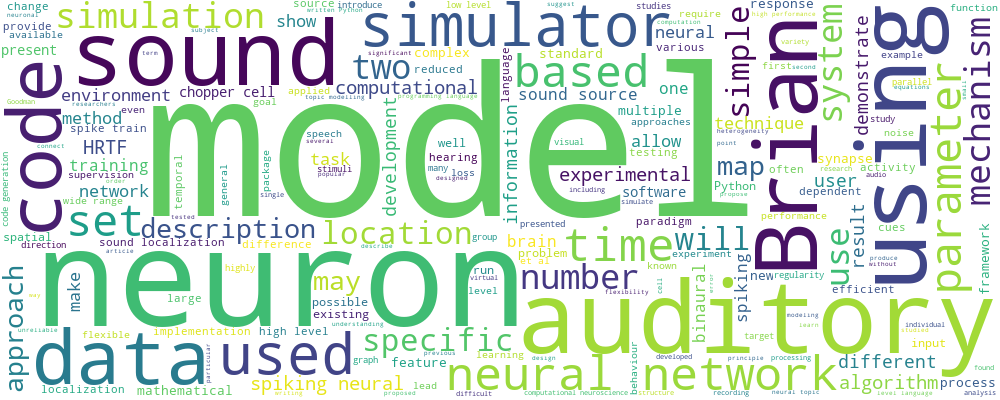 change
neuronal
simulation
source
show
introduce
low level
written Python
suggest
studies
computation
high performance
response
provide
available
subject
term
significant
researchers
simulator
neural
various
require
function
present
sound
two
complex
standard
code
environment
chopper cell
computational
reduced
based
language
simple
Brian
system
demonstrate
using
mechanism
variety
first
second
example
parallel
equations
small
Goodman
even
goal
applied
topic modelling
programming language
sound source
one
multiple
approaches
technique
heterogeneity
study
noise
connect
method
spike train
HRTF
training
supervision
network
wide range
spatial
direction
model
speech
several
task
stimuli
popular
temporal
general
package
order
single
development
well
hearing
many
loss
designed
information
visual
allow
testing
experimental
including
software
simulate
paradigm
point
map
Python
propose
often
user
dependent
synapse
research
audio
activity
parameter
code generation
set
description
tested
sound localization
article
difference
describe
location
group
presented
time
will
performance
use
result
cues
produce
without
framework
approach
make
neuron
highly
may
possible
existing
understanding
run
virtual
level
brain
problem
et al
number
known
experiment
flexibility
cell
binaural
error
spiking
new
regularity
modeling
learn
efficient
target
auditory
individual
studied
input
large
way
unreliable
flexible
implementation
high level
data
used
particular
graph
previous
feature
learning
specific
design
developed
principle
processing
different
found
localization
mathematical
spiking neural
writing
lead
proposed
difficult
neural network
computational neuroscience
structure
behaviour
recording
neural topic
algorithm
level language
process
analysis